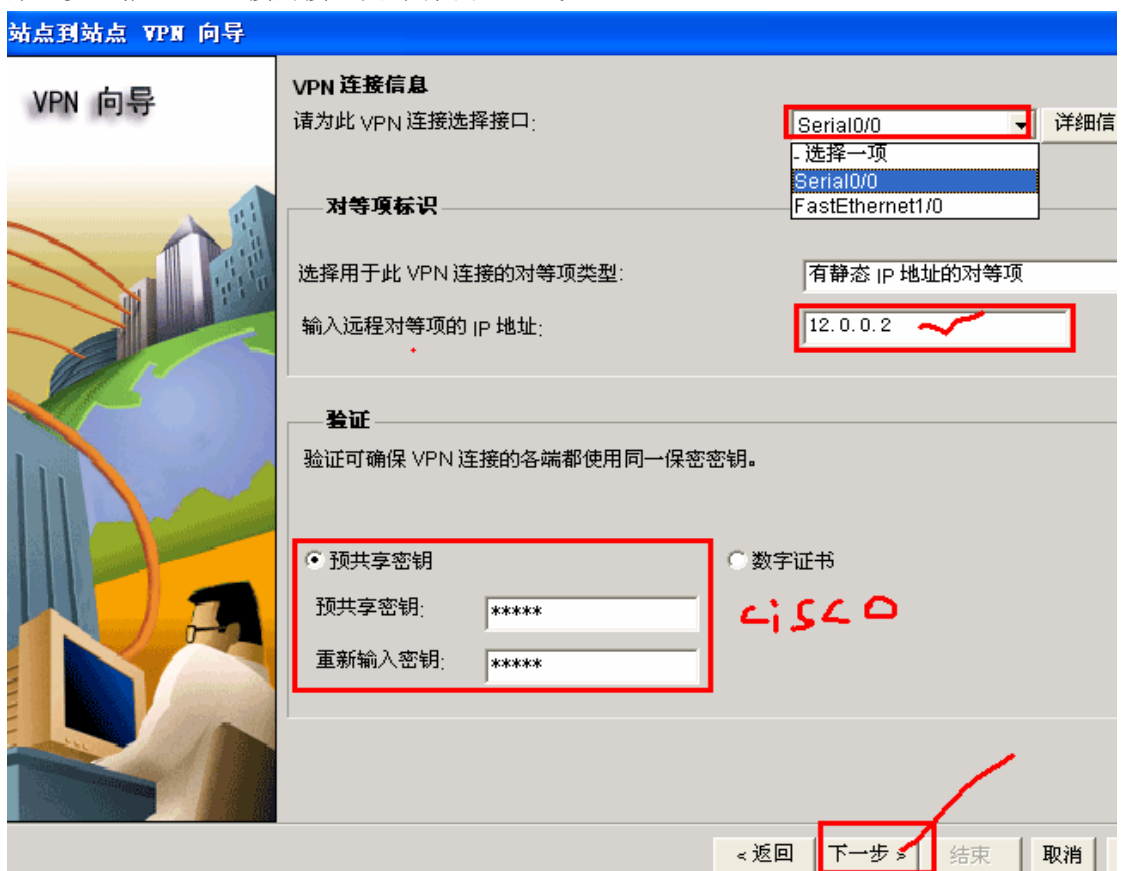 站点到站点 VPN 向导
VPN 向导
VPN 连接信息
请为此 VPN 连接选择接口:
Serial0/0
详细信
- 选择一项
Serial0/0
FastEthernet1/0
对等项标识
选择用于此 VPN 连接的对等项类型:
有静态 IP 地址的对等项
输入远程对等项的 IP 地址:
12.0.0.2
验证
验证可确保 VPN 连接的各端都使用同一保密密钥。
预共享密钥
数字证书
预共享密钥:
*****
cisco
重新输入密钥:
*****
<返回
下一步>
结束
取消